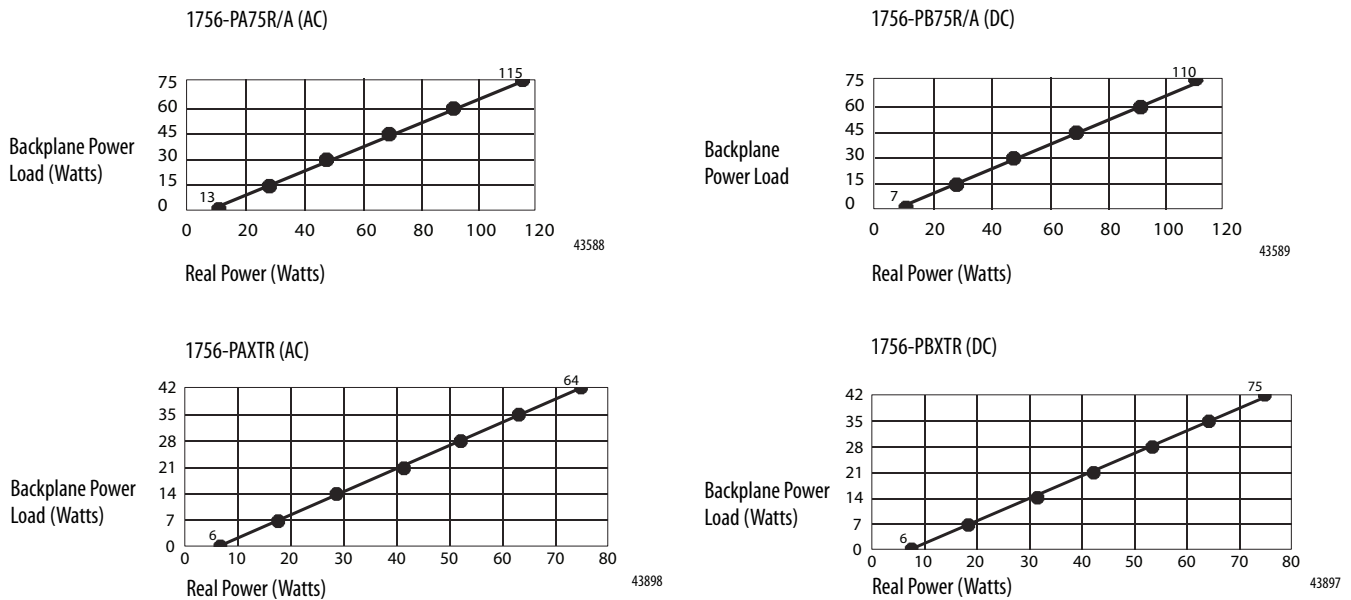 1756-PA75R/A (AC)
115
75
60
45
30
15
0
13
Backplane Power
Load (Watts)
0 20 40 60 80 100 120
43588
Real Power (Watts)
1756-PB75R/A (DC)
110
75
60
45
30
15
0
7
Backplane
Power Load
0 20 40 60 80 100 120
43589
Real Power (Watts)
1756-PAXTR (AC)
64
42
35
28
21
14
7
0
6
Backplane Power
Load (Watts)
0 10 20 30 40 50 60 70 80
43898
Real Power (Watts)
1756-PBXTR (DC)
75
42
35
28
21
14
7
0
6
Backplane Power
Load (Watts)
0 10 20 30 40 50 60 70 80
43897
Real Power (Watts)